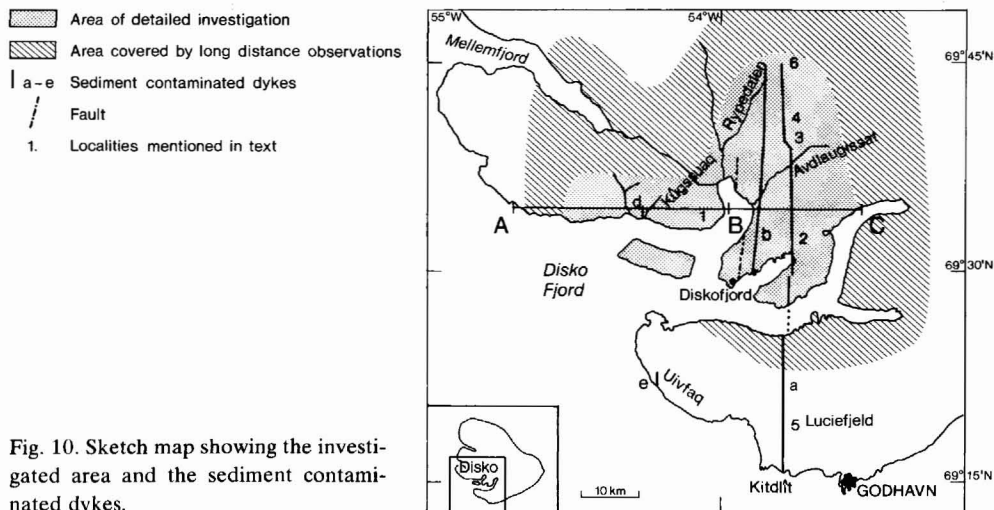 Area of detailed investigation
Area covered by long distance observations
a-e Sediment contaminated dykes
Fault
1. Localities mentioned in text
Fig. 10. Sketch map showing the investi-
gated area and the sediment contami-
nated dykes.
55°W
54°W
Mellemfjord
69°45'N
6
Rypedalen
4
3
Avdlaugissat
Kûgssuaq
d
1
A
B
C
b
2
Disko
Fjord
69°30'N
Diskofjord
e
Uivfaq
a
5
Luciefjeld
Disko
10 km
Kitdlît
GODHAVN
69°15'N